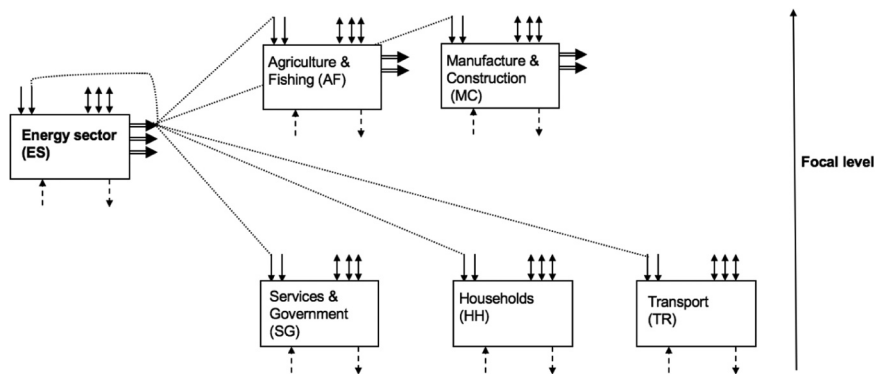 Agriculture &
Fishing (AF)
Manufacture &
Construction
(MC)
Energy sector
(ES)
Focal level
Services &
Government
(SG)
Households
(HH)
Transport
(TR)